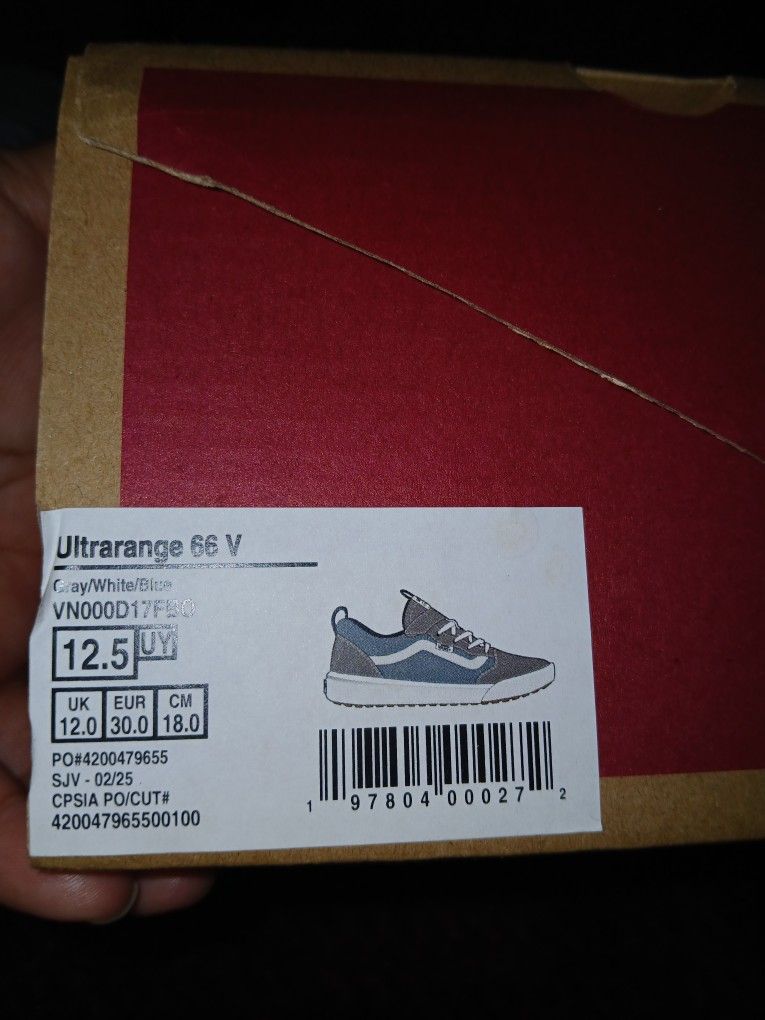 Ultrarange 66 V
Gray/White/Blue
VN000D17FBO
12.5 UY
UK EUR CM
12.0 30.0 18.0
PO#4200479655
SJV - 02/25
CPSIA PO/CUT#
420047965500100
1 97804 00027 2